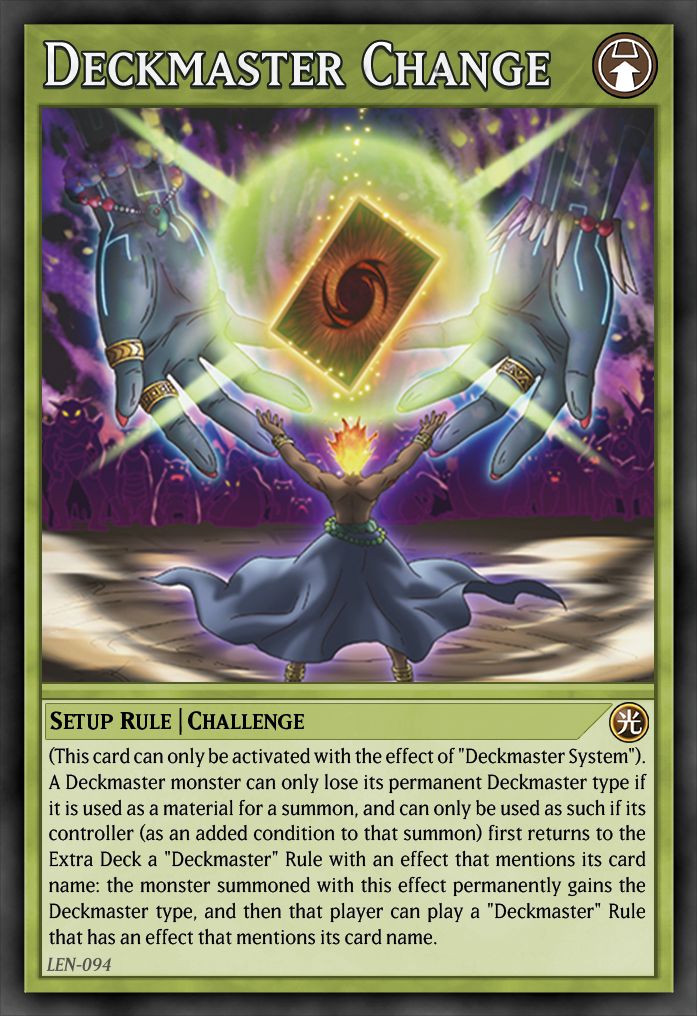 Deckmaster Change
Setup Rule | Challenge
光
(This card can only be activated with the effect of "Deckmaster System").
A Deckmaster monster can only lose its permanent Deckmaster type if
it is used as a material for a summon, and can only be used as such if its
controller (as an added condition to that summon) first returns to the
Extra Deck a "Deckmaster" Rule with an effect that mentions its card
name: the monster summoned with this effect permanently gains the
Deckmaster type, and then that player can play a "Deckmaster" Rule
that has an effect that mentions its card name.
LEN-094